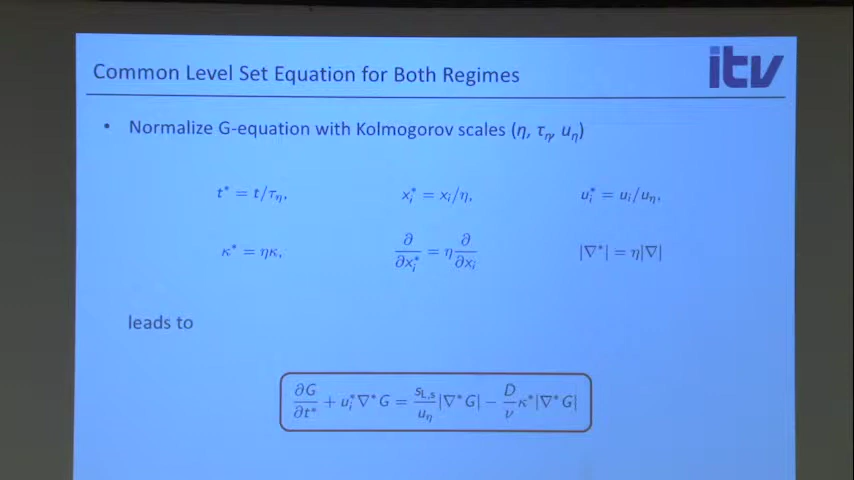 Common Level Set Equation for Both Regimes
itv
• Normalize G-equation with Kolmogorov scales (η, τ_η, u_η)
t* = t/τ_η, x_i* = x_i/η, u_i* = u_i/u_η,
κ* = ηκ, ∂/∂x_i* = η ∂/∂x_i |∇*| = η|∇|
leads to
∂G/∂t* + u_i*∇*G = s_L,s/u_η |∇*G| − D/ν κ*|∇*G|